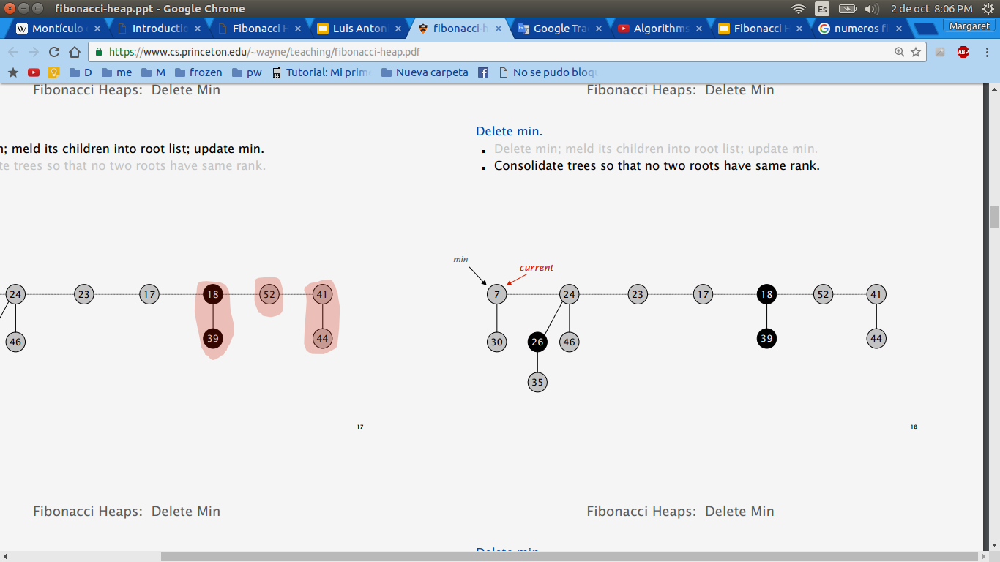 fibonacci-heap.ppt - Google Chrome
Es
2 de oct 8:06 PM
Montículo
Introductio
Fibonacci H
Luis Anton
fibonacci-h
Google Tra
Algorithms
Fibonacci H
numeros fi
Margaret
https://www.cs.princeton.edu/~wayne/teaching/fibonacci-heap.pdf
ABP
D
me
M
frozen
pw
Tutorial: Mi prime
Nueva carpeta
No se pudo bloqu
Fibonacci Heaps: Delete Min
Fibonacci Heaps: Delete Min
Delete min.
n; meld its children into root list; update min.
te trees so that no two roots have same rank.
Delete min; meld its children into root list; update min.
Consolidate trees so that no two roots have same rank.
min
current
24 23 17 18 52 41
46 39 44
7 24 23 17 18 52 41
30 26 46 39 44
35
17
18
Fibonacci Heaps: Delete Min
Fibonacci Heaps: Delete Min
Delete min.